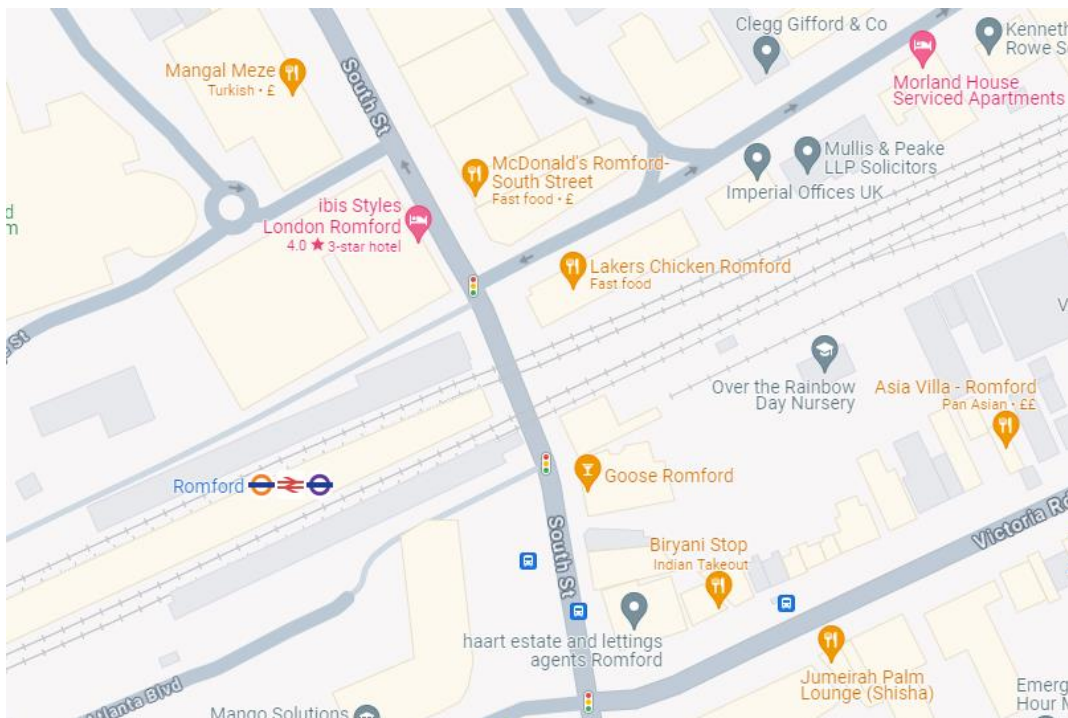 Clegg Gifford & Co
Kenneth
Rowe S
South St
Mangal Meze
Turkish • £
Morland House
Serviced Apartments
McDonald's Romford-
South Street
Fast food • £
Mullis & Peake
LLP Solicitors
Imperial Offices UK
d
m
ibis Styles
London Romford
4.0 ★ 3-star hotel
Lakers Chicken Romford
Fast food
V
St
Over the Rainbow
Day Nursery
Asia Villa - Romford
Pan Asian • ££
Goose Romford
Romford
South St
Victoria Ro
Biryani Stop
Indian Takeout
haart estate and lettings
agents Romford
Jumeirah Palm
Lounge (Shisha)
Emerg
Hour M
tlanta Blvd
Mango Solutions